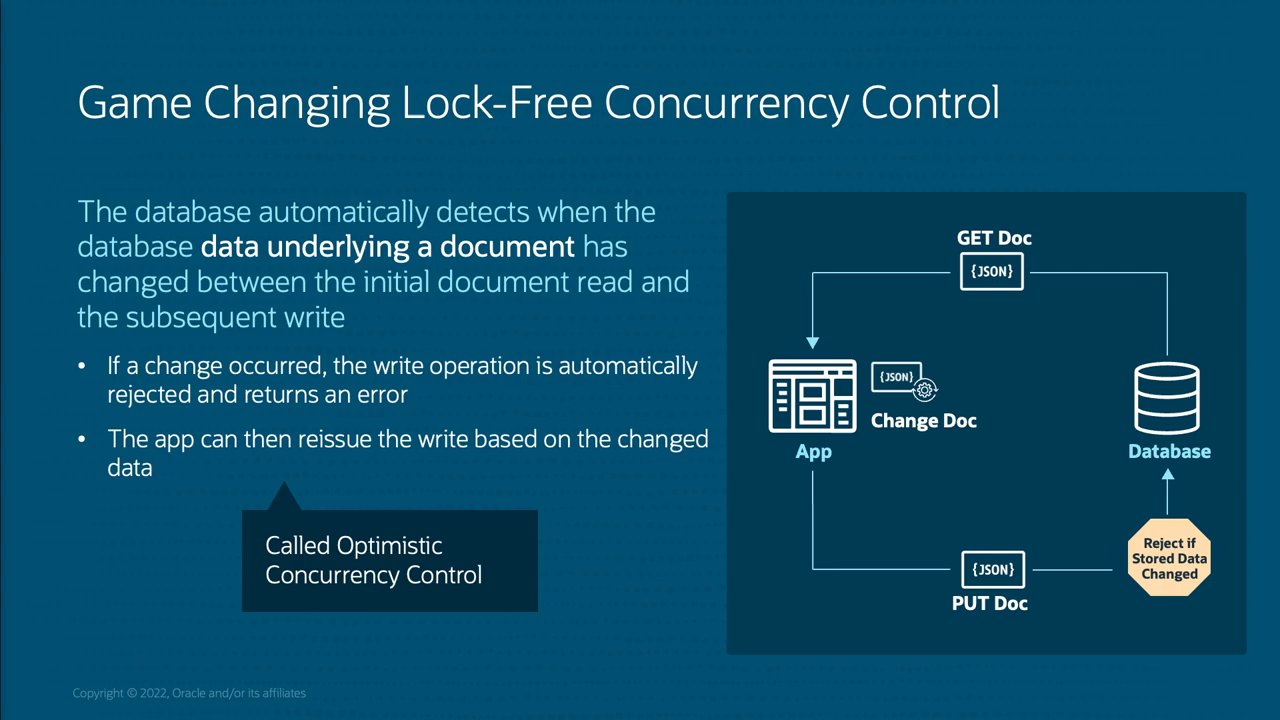 Game Changing Lock-Free Concurrency Control
The database automatically detects when the
database data underlying a document has
changed between the initial document read and
the subsequent write
• If a change occurred, the write operation is automatically
rejected and returns an error
• The app can then reissue the write based on the changed
data
Called Optimistic
Concurrency Control
GET Doc
{JSON}
{JSON}
Change Doc
App
Database
Reject if
Stored Data
Changed
{JSON}
PUT Doc
Copyright © 2022, Oracle and/or its affiliates